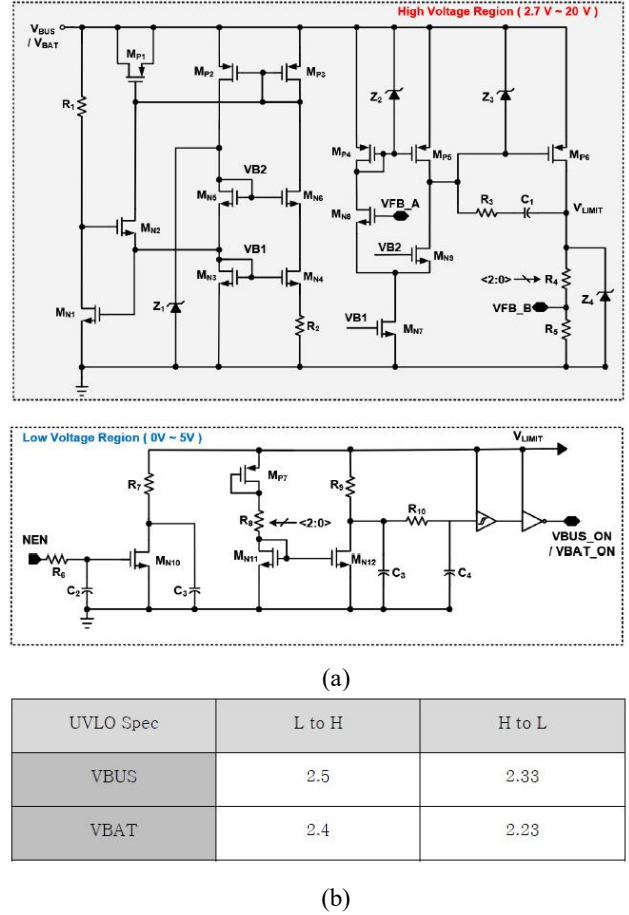 High Voltage Region ( 2.7 V ~ 20 V )
VBUS
/ VBAT
MP1
MP2
MP3
Z2
Z3
R1
MP4
MP5
MP6
VB2
MN5
MN6
MN8
VFB_A
R3
C1
VLIMIT
MN2
VB1
VB2
MN9
MN3
MN4
<2:0>
R4
Z1
MN1
R2
VB1
MN7
VFB_B
Z4
R5
Low Voltage Region ( 0V ~ 5V )
VLIMIT
R7
MP7
R9
R8
<2:0>
R10
NEN
R6
MN10
MN11
MN12
VBUS_ON
/ VBAT_ON
C2
C3
C3
C4
(a)
UVLO Spec L to H H to L
VBUS 2.5 2.33
VBAT 2.4 2.23
(b)